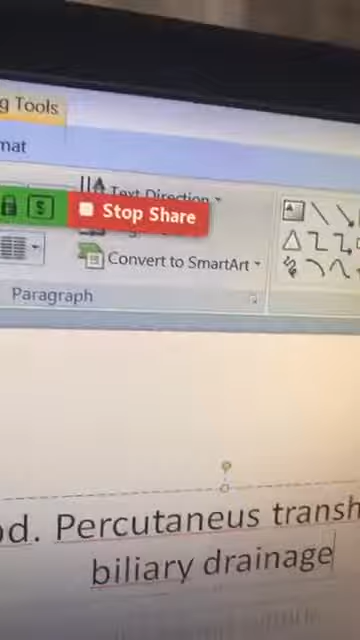 g Tools
mat
Text Direction
Stop Share
Convert to SmartArt
Paragraph
od. Percutaneus transh
biliary drainage